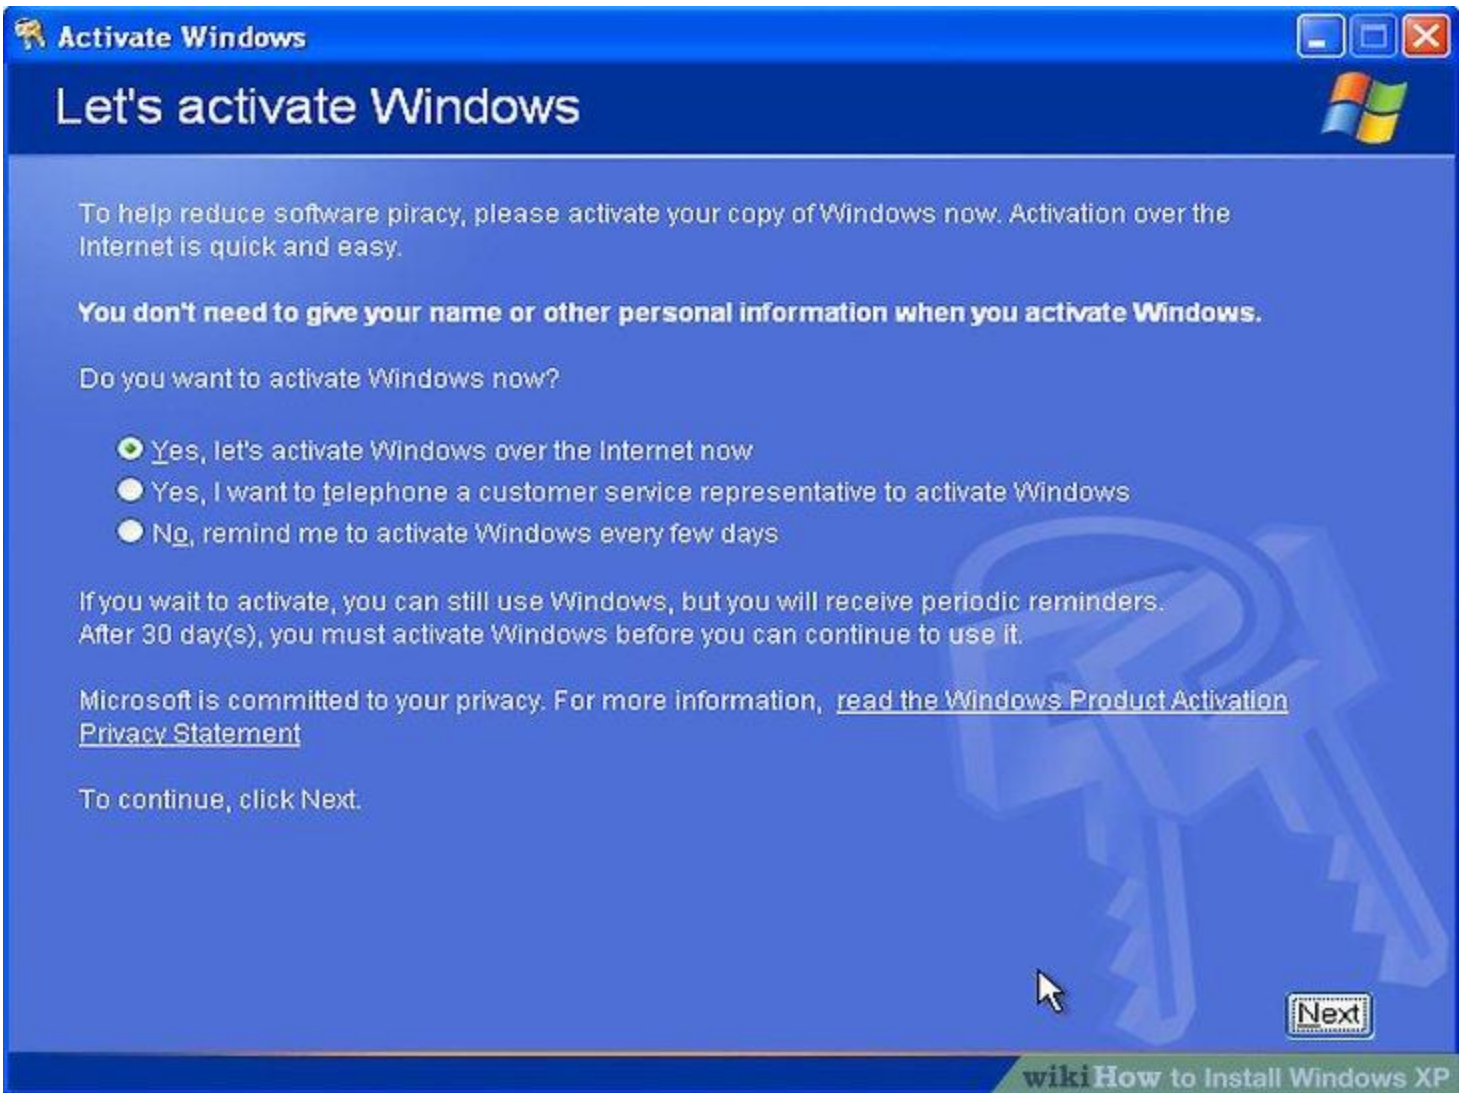 Activate Windows
Let's activate Windows
To help reduce software piracy, please activate your copy of Windows now. Activation over the
Internet is quick and easy.
You don't need to give your name or other personal information when you activate Windows.
Do you want to activate Windows now?
Yes, let's activate Windows over the Internet now
Yes, I want to telephone a customer service representative to activate Windows
No, remind me to activate Windows every few days
If you wait to activate, you can still use Windows, but you will receive periodic reminders.
After 30 day(s), you must activate Windows before you can continue to use it.
Microsoft is committed to your privacy. For more information, read the Windows Product Activation
Privacy Statement
To continue, click Next.
Next
wikiHow to Install Windows XP